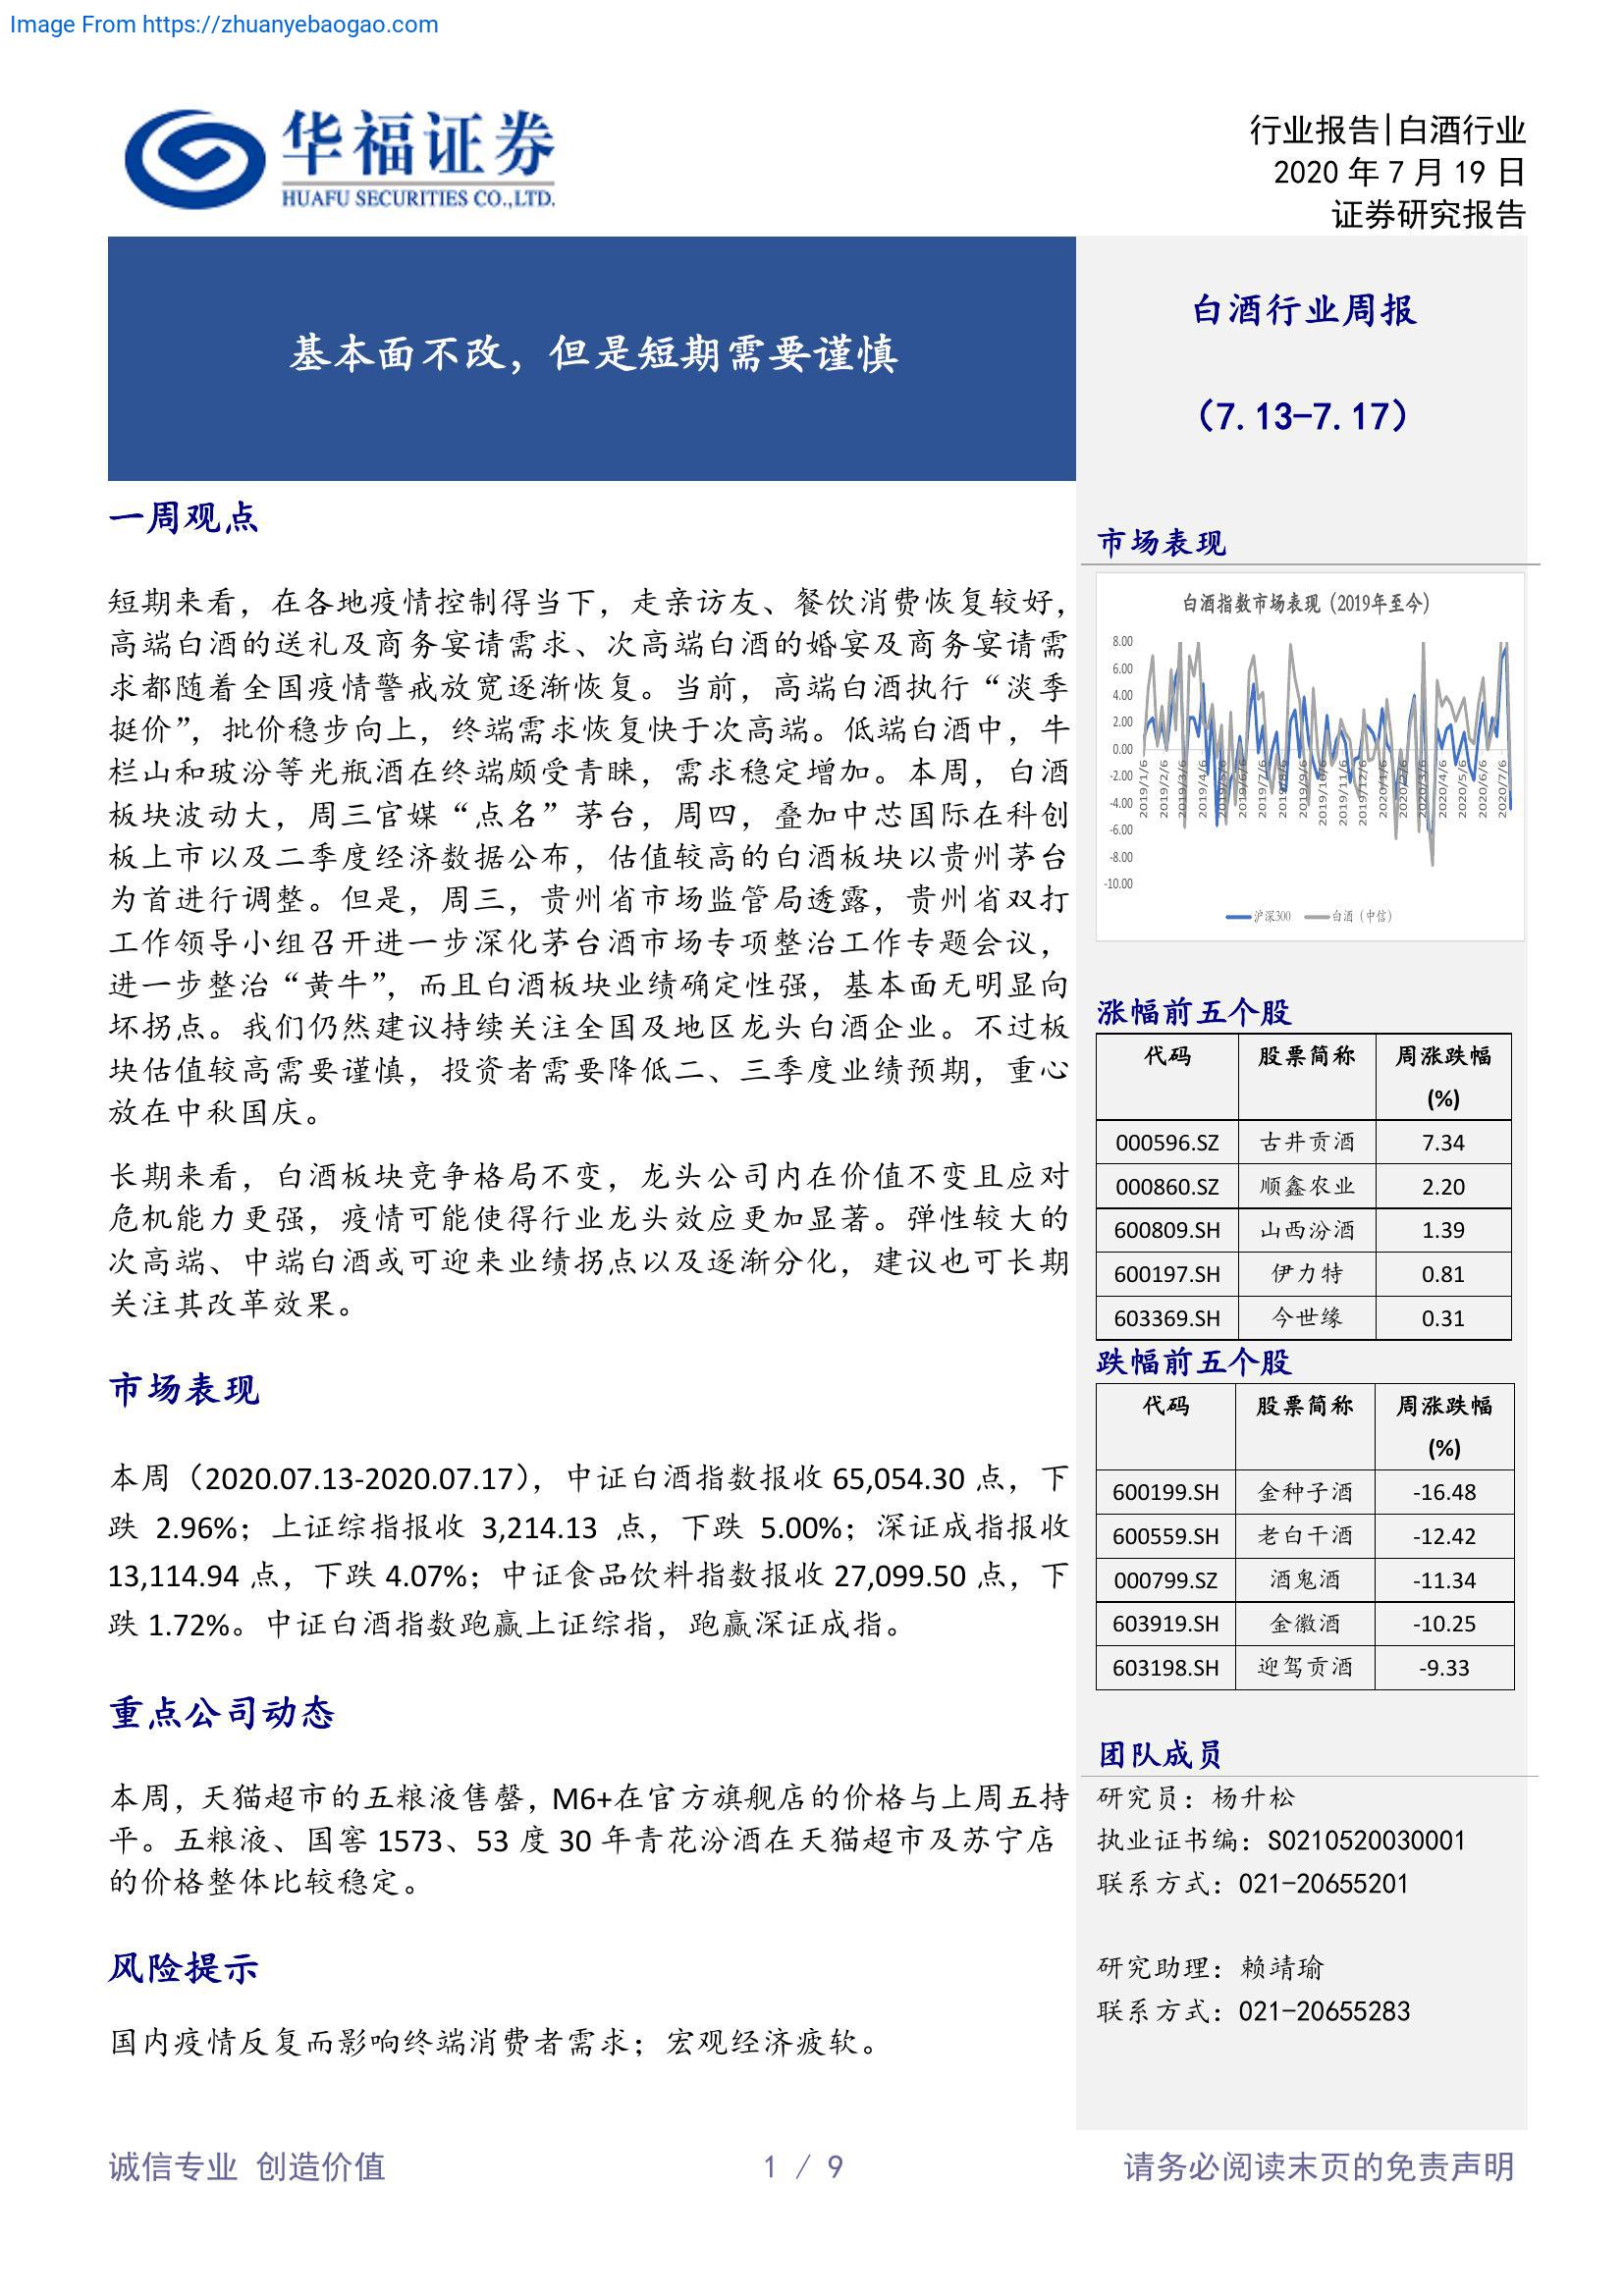 Image From https://zhuanyebaogao.com
华福证券
HUAFU SECURITIES CO.,LTD.
行业报告|白酒行业
2020 年 7 月 19 日
证券研究报告
基本面不改，但是短期需要谨慎
白酒行业周报
（7.13-7.17）
一周观点
短期来看，在各地疫情控制得当下，走亲访友、餐饮消费恢复较好，
高端白酒的送礼及商务宴请需求、次高端白酒的婚宴及商务宴请需
求都随着全国疫情警戒放宽逐渐恢复。当前，高端白酒执行“淡季
挺价”，批价稳步向上，终端需求恢复快于次高端。低端白酒中，牛
栏山和玻汾等光瓶酒在终端颇受青睐，需求稳定增加。本周，白酒
板块波动大，周三官媒“点名”茅台，周四，叠加中芯国际在科创
板上市以及二季度经济数据公布，估值较高的白酒板块以贵州茅台
为首进行调整。但是，周三，贵州省市场监管局透露，贵州省双打
工作领导小组召开进一步深化茅台酒市场专项整治工作专题会议，
进一步整治“黄牛”，而且白酒板块业绩确定性强，基本面无明显向
坏拐点。我们仍然建议持续关注全国及地区龙头白酒企业。不过板
块估值较高需要谨慎，投资者需要降低二、三季度业绩预期，重心
放在中秋国庆。
长期来看，白酒板块竞争格局不变，龙头公司内在价值不变且应对
危机能力更强，疫情可能使得行业龙头效应更加显著。弹性较大的
次高端、中端白酒或可迎来业绩拐点以及逐渐分化，建议也可长期
关注其改革效果。
市场表现
本周（2020.07.13-2020.07.17），中证白酒指数报收 65,054.30 点，下
跌 2.96%；上证综指报收 3,214.13 点，下跌 5.00%；深证成指报收
13,114.94 点，下跌 4.07%；中证食品饮料指数报收 27,099.50 点，下
跌 1.72%。中证白酒指数跑赢上证综指，跑赢深证成指。
重点公司动态
本周，天猫超市的五粮液售罄，M6+在官方旗舰店的价格与上周五持
平。五粮液、国窖 1573、53 度 30 年青花汾酒在天猫超市及苏宁店
的价格整体比较稳定。
风险提示
国内疫情反复而影响终端消费者需求；宏观经济疲软。
市场表现
白酒指数市场表现（2019年至今）
8.00
6.00
4.00
2.00
0.00
-2.00
-4.00
-6.00
-8.00
-10.00
2019/1/6 2019/2/6 2019/3/6 2019/4/6 2019/5/6 2019/6/6 2019/7/6 2019/8/6 2019/9/6 2019/10/6 2019/11/6 2019/12/6 2020/1/6 2020/2/6 2020/3/6 2020/4/6 2020/5/6 2020/6/6 2020/7/6
沪深300 白酒（中信）
涨幅前五个股
代码 股票简称 周涨跌幅
(%)
000596.SZ 古井贡酒 7.34
000860.SZ 顺鑫农业 2.20
600809.SH 山西汾酒 1.39
600197.SH 伊力特 0.81
603369.SH 今世缘 0.31
跌幅前五个股
代码 股票简称 周涨跌幅
(%)
600199.SH 金种子酒 -16.48
600559.SH 老白干酒 -12.42
000799.SZ 酒鬼酒 -11.34
603919.SH 金徽酒 -10.25
603198.SH 迎驾贡酒 -9.33
团队成员
研究员：杨升松
执业证书编：S0210520030001
联系方式：021-20655201
研究助理：赖靖瑜
联系方式：021-20655283
诚信专业 创造价值
1 / 9
请务必阅读末页的免责声明